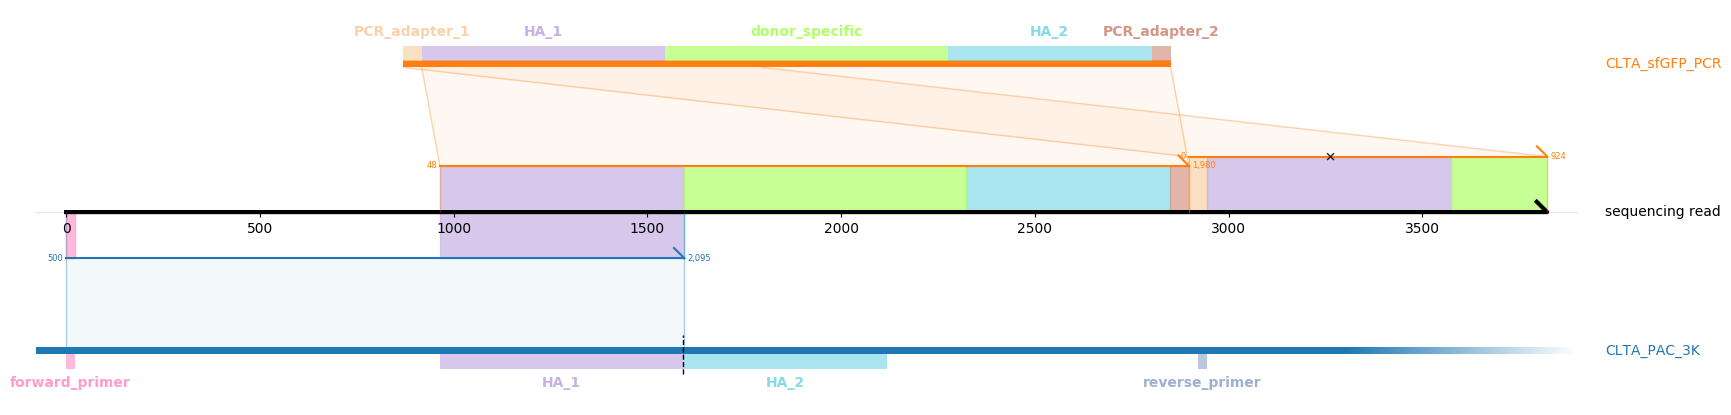 PCR_adapter_1 HA_1 donor_specific HA_2 PCR_adapter_2
CLTA_sfGFP_PCR
0 924
48 1,980
sequencing read
0 500 1000 1500 2000 2500 3000 3500
500 2,095
CLTA_PAC_3K
forward_primer HA_1 HA_2 reverse_primer